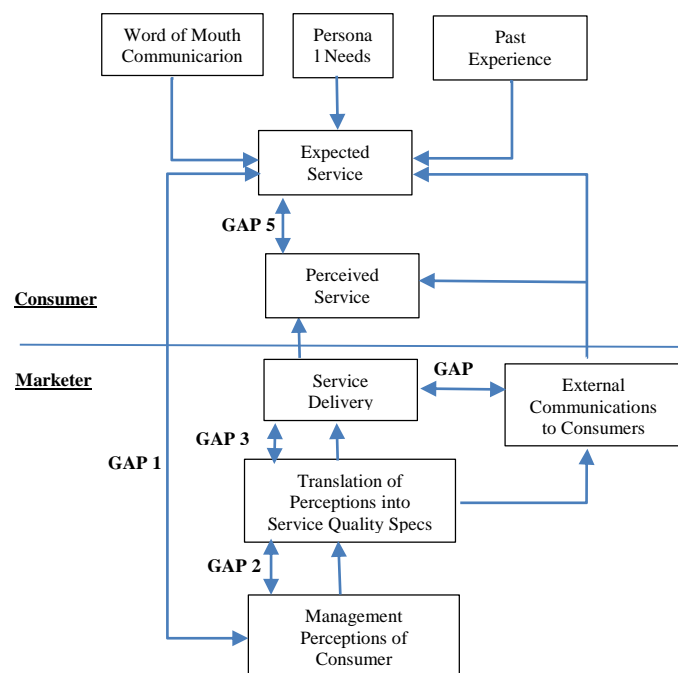 Word of Mouth
Communicarion
Persona
l Needs
Past
Experience
Expected
Service
GAP 5
Perceived
Service
Consumer
Marketer
Service
Delivery
GAP
External
Communications
to Consumers
GAP 3
GAP 1
Translation of
Perceptions into
Service Quality Specs
GAP 2
Management
Perceptions of
Consumer